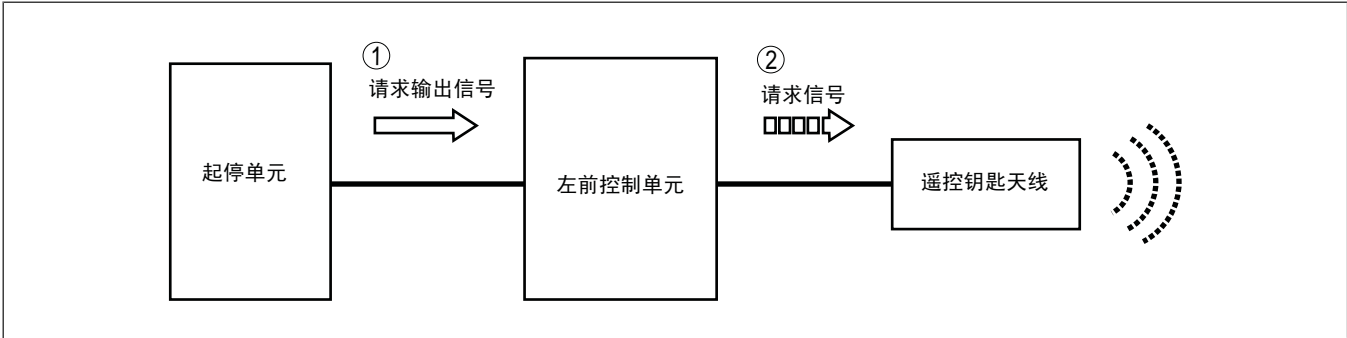 ①
请求输出信号
②
请求信号
起停单元
左前控制单元
遥控钥匙天线